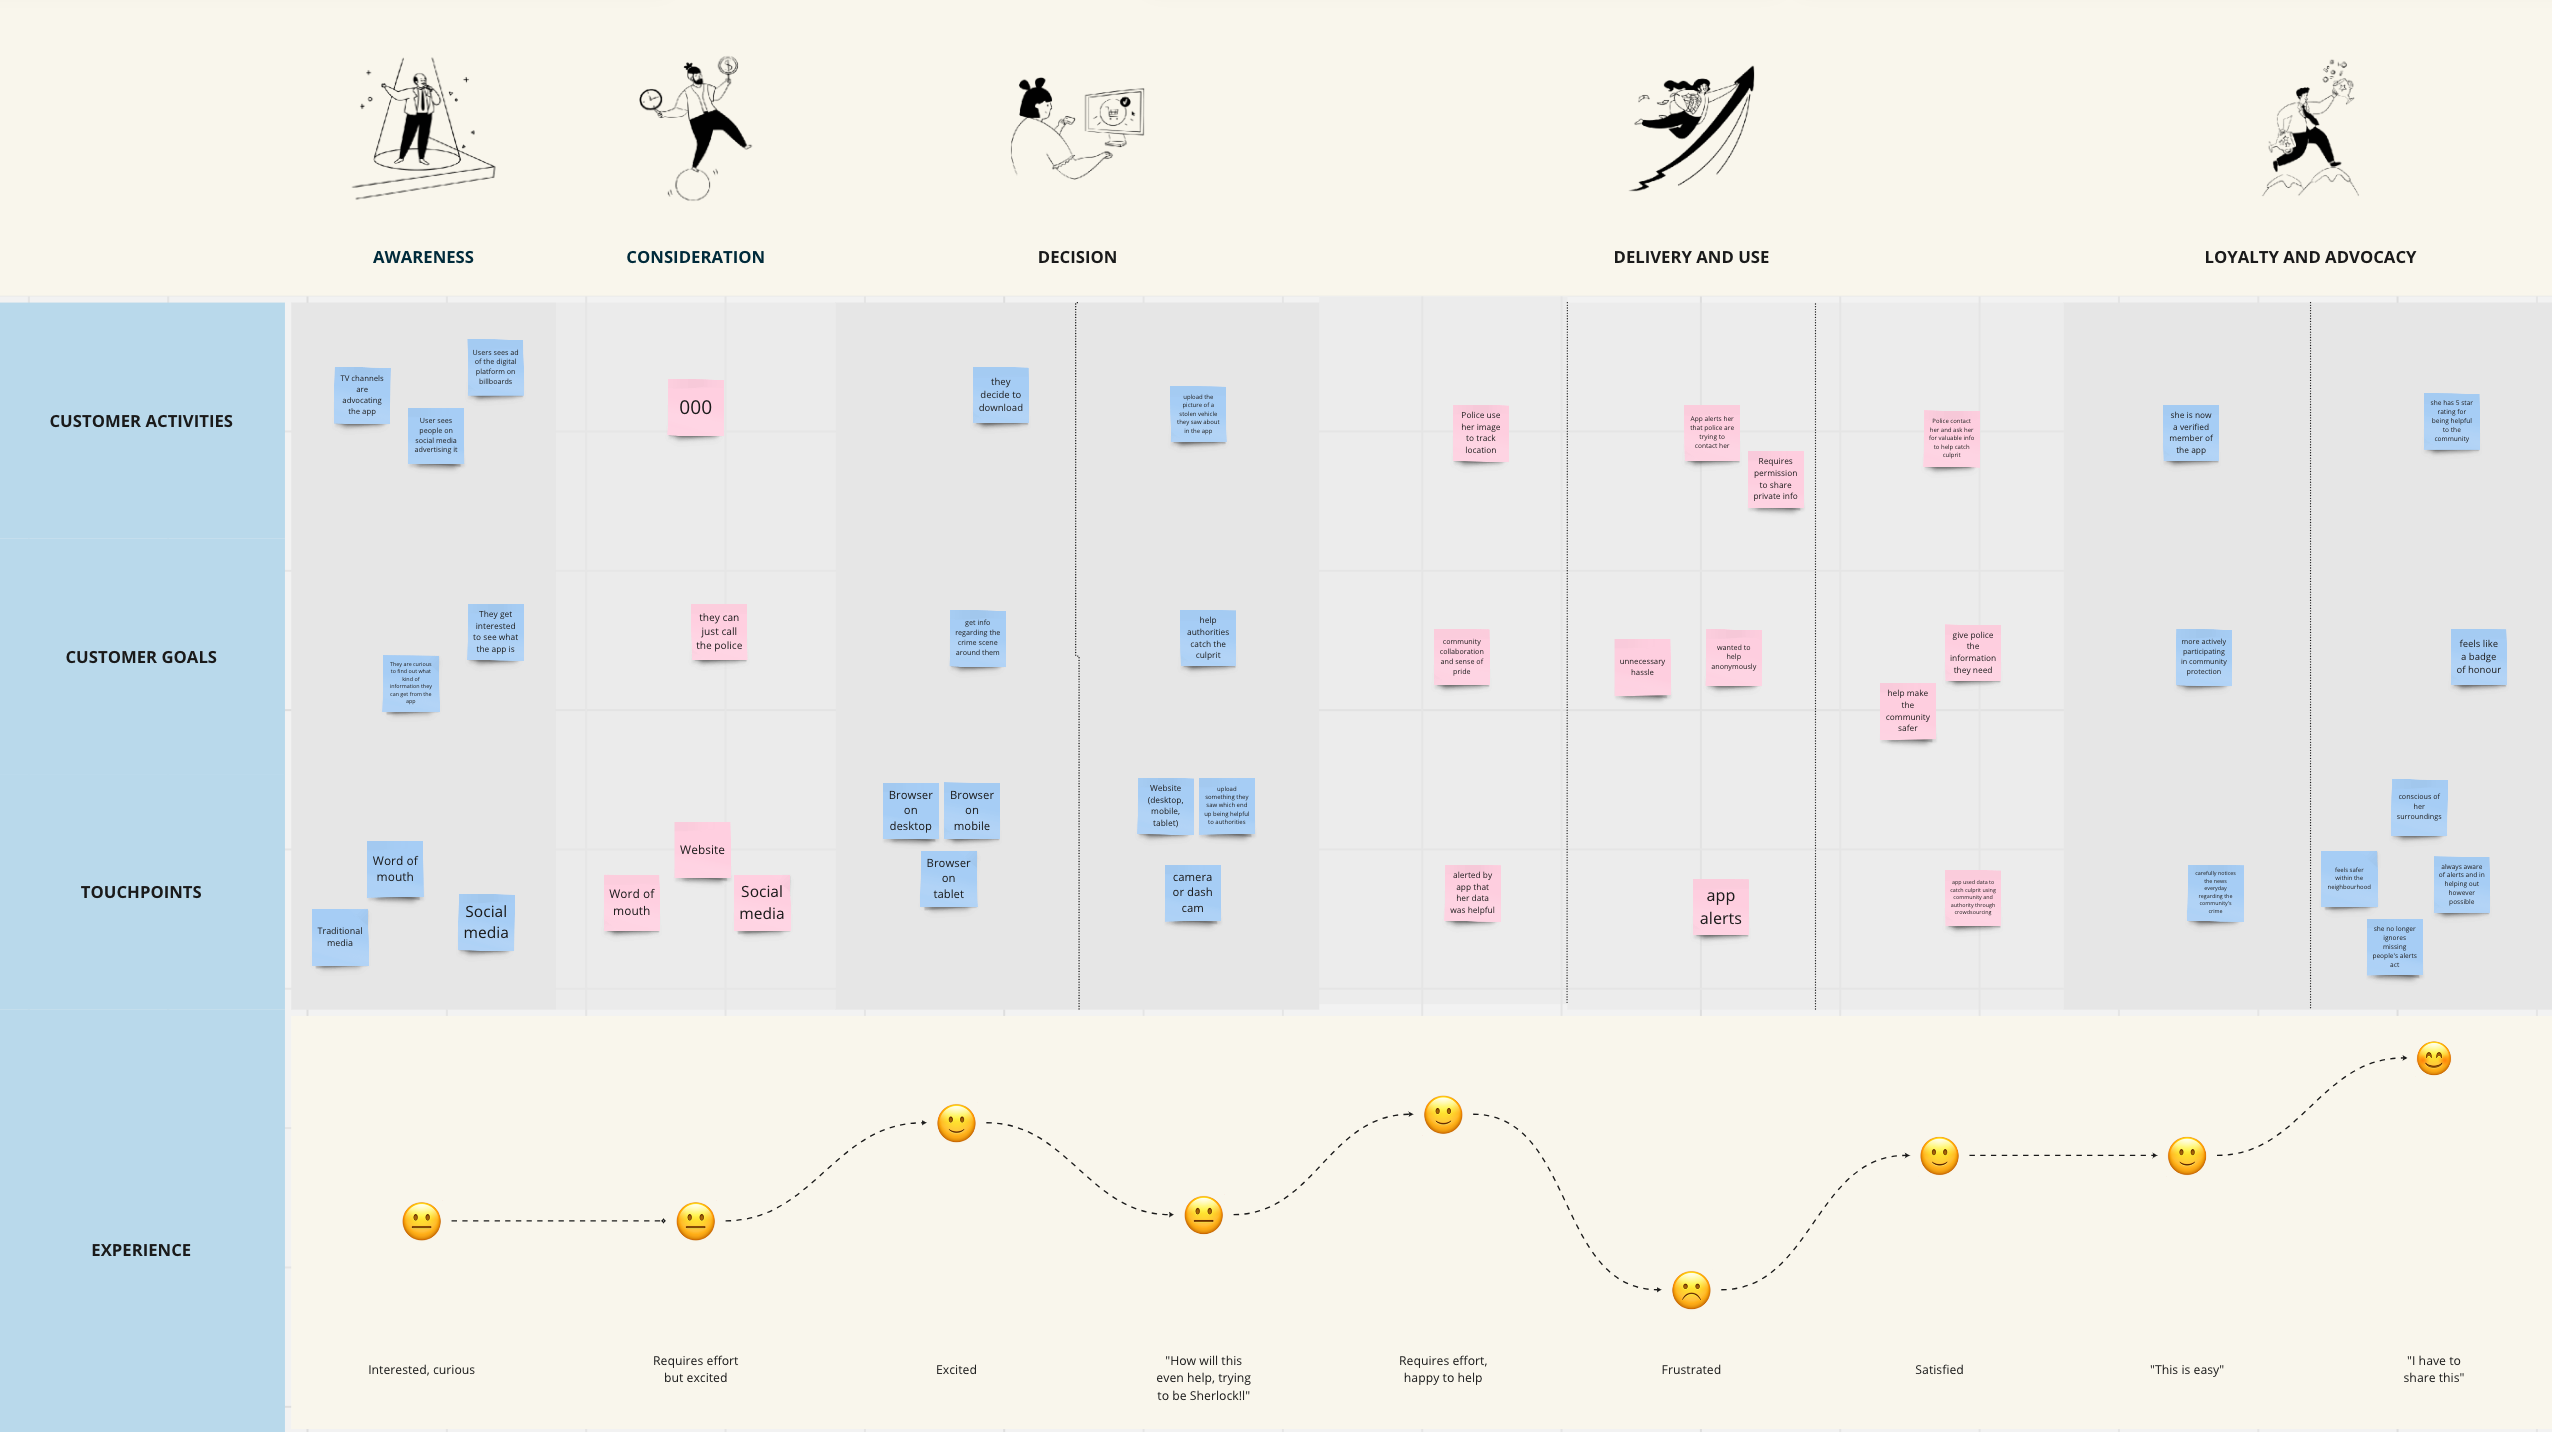 AWARENESS
CONSIDERATION
DECISION
DELIVERY AND USE
LOYALTY AND ADVOCACY
CUSTOMER ACTIVITIES
TV channels
are
advocating
the app
Users sees ad
of the digital
platform on
billboards
User sees
people on
social media
advertising it
000
they
decide to
download
upload the
picture of a
stolen vehicle
they saw about
in the app
Police use
her image
to track
location
App alerts her
that police are
trying to
contact her
Requires
permission
to share
private info
Police contact
her and ask her
for valuable info
to help catch
culprit
she is now
a verified
member of
the app
she has 5 star
rating for
being helpful
to the
community
CUSTOMER GOALS
They get
interested
to see what
the app is
They are curious
to find out what
kind of
information they
can get from the
app
they can
just call
the police
get info
regarding the
crime scene
around them
help
authorities
catch the
culprit
community
collaboration
and sense of
pride
unnecessary
hassle
wanted to
help
anonymously
give police
the
information
they need
help make
the
community
safer
more actively
participating
in community
protection
feels like
a badge
of honour
TOUCHPOINTS
Word of
mouth
Traditional
media
Social
media
Website
Word of
mouth
Social
media
Browser
on
desktop
Browser
on
mobile
Browser
on
tablet
Website
(desktop,
mobile,
tablet)
upload
something they
saw which end
up being helpful
to authorities
camera
or dash
cam
alerted by
app that
her data
was helpful
app
alerts
app used data to
catch culprit using
community and
authority through
crowdsourcing
carefully notices
the news
everyday
regarding the
community's
crime
conscious of
her
surroundings
feels safer
within the
neighbourhood
always aware
of alerts and in
helping out
however
possible
she no longer
ignores
missing
people's alerts
act
EXPERIENCE
Interested, curious
Requires effort
but excited
Excited
"How will this
even help, trying
to be Sherlock!!"
Requires effort,
happy to help
Frustrated
Satisfied
"This is easy"
"I have to
share this"